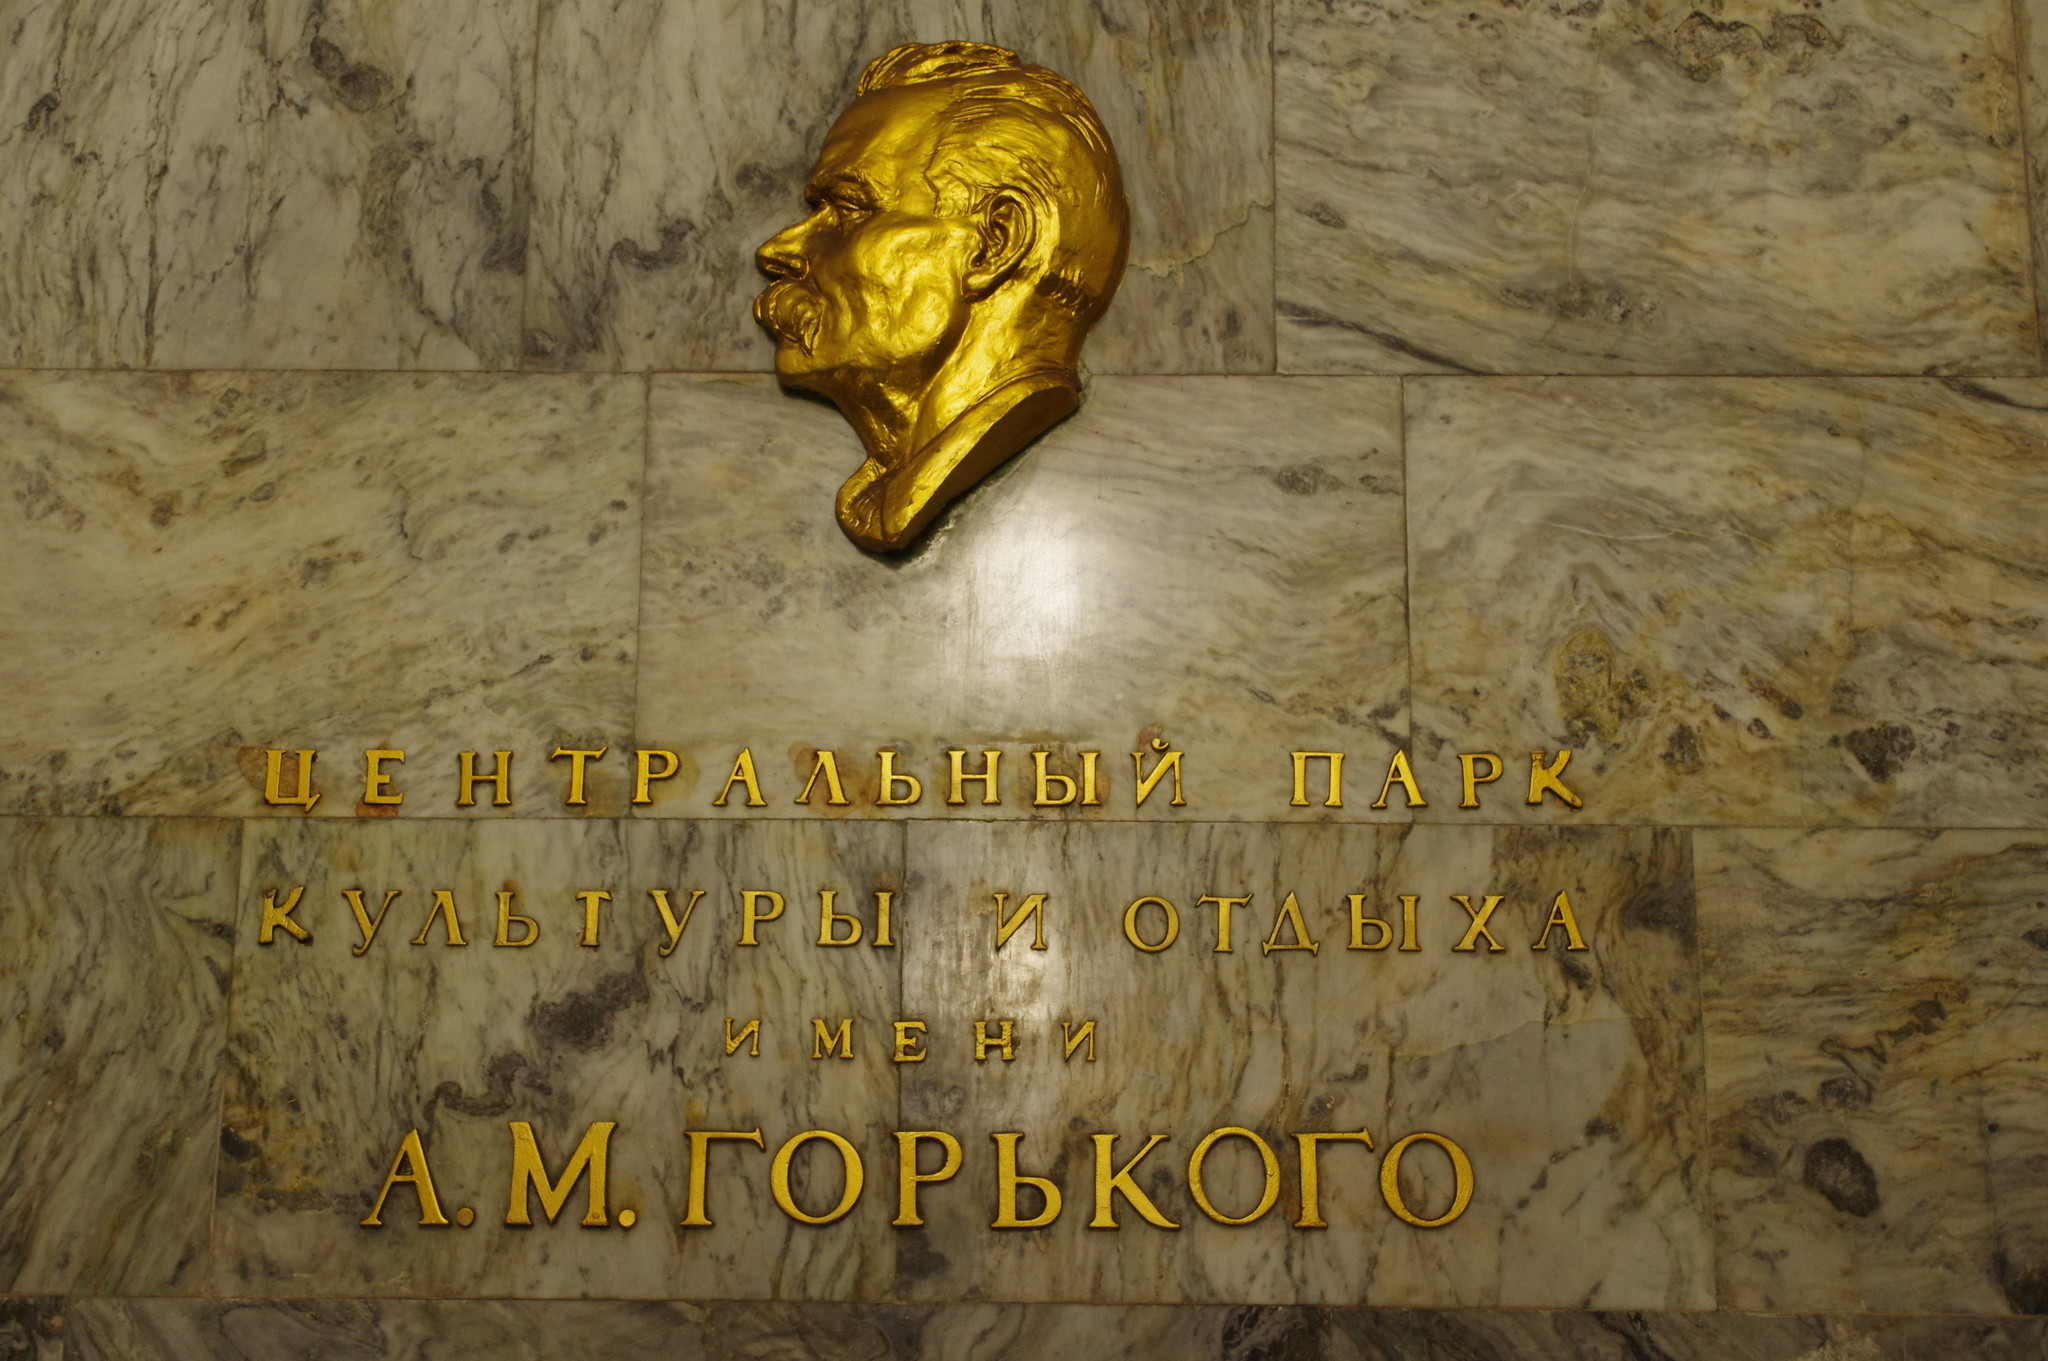 ЦЕНТРАЛЬНЫЙ ПАРК
КУЛЬТУРЫ И ОТДЫХА
ИМЕНИ
А.М.ГОРЬКОГО